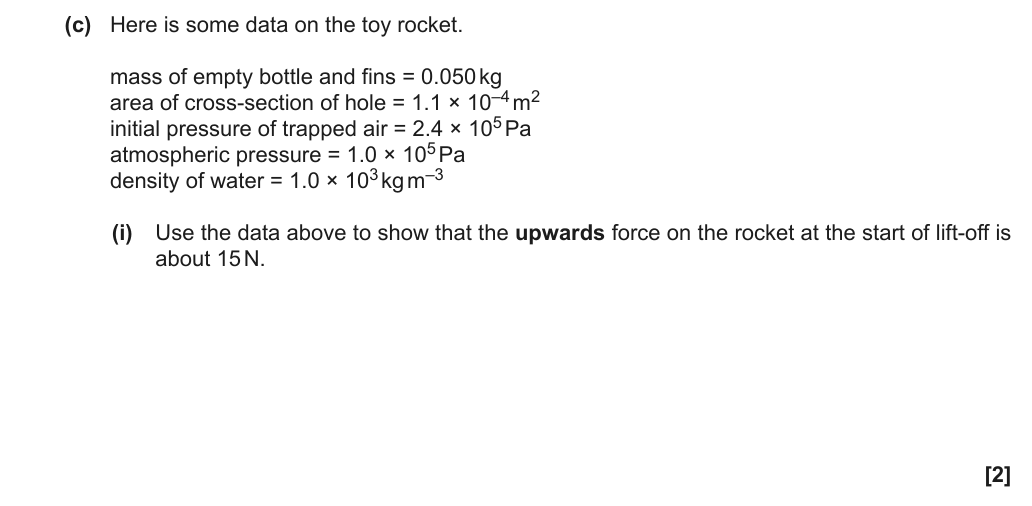 (c) Here is some data on the toy rocket.
mass of empty bottle and fins = 0.050 kg
area of cross-section of hole = 1.1 × 10⁻⁴ m²
initial pressure of trapped air = 2.4 × 10⁵ Pa
atmospheric pressure = 1.0 × 10⁵ Pa
density of water = 1.0 × 10³ kg m⁻³
(i) Use the data above to show that the upwards force on the rocket at the start of lift-off is
about 15 N.
[2]